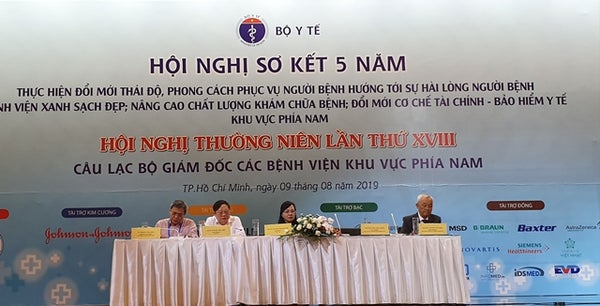 BỘ Y TẾ
HỘI NGHỊ SƠ KẾT 5 NĂM
THỰC HIỆN ĐỔI MỚI THÁI ĐỘ, PHONG CÁCH PHỤC VỤ NGƯỜI BỆNH HƯỚNG TỚI SỰ HÀI LÒNG NGƯỜI BỆNH
NH VIỆN XANH SẠCH ĐẸP; NÂNG CAO CHẤT LƯỢNG KHÁM CHỮA BỆNH; ĐỔI MỚI CƠ CHẾ TÀI CHÍNH - BẢO HIỂM Y TẾ
KHU VỰC PHÍA NAM
HỘI NGHỊ THƯỜNG NIÊN LẦN THỨ XVIII
CÂU LẠC BỘ GIÁM ĐỐC CÁC BỆNH VIỆN KHU VỰC PHÍA NAM
TP.Hồ Chí Minh, ngày 09 tháng 08 năm 2019
TÀI TRỢ KIM CƯƠNG
TÀI TRỢ BẠC
TÀI TRỢ ĐỒNG
Johnson & Johnson
MSD
B BRAUN
Baxter
AstraZeneca
NOVARTIS
SIEMENS
Healthineers
iDSMED
EVD